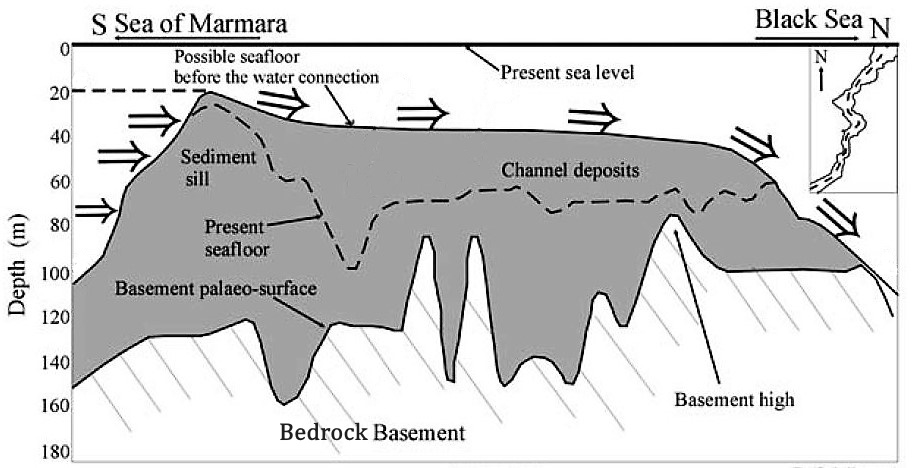 S Sea of Marmara
Black Sea N
Possible seafloor
before the water connection
Present sea level
N
Sediment
sill
Channel deposits
Present
seafloor
Basement palaeo-surface
Basement high
Bedrock Basement
Depth (m)
0
20
40
60
80
100
120
140
160
180